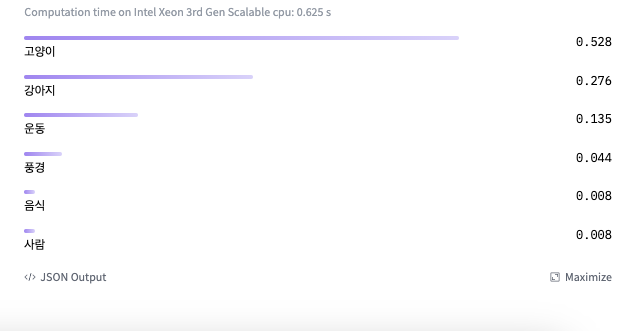 Computation time on Intel Xeon 3rd Gen Scalable cpu: 0.625 s
0.528
고양이
0.276
강아지
0.135
운동
0.044
풍경
0.008
음식
0.008
사람
JSON Output
Maximize